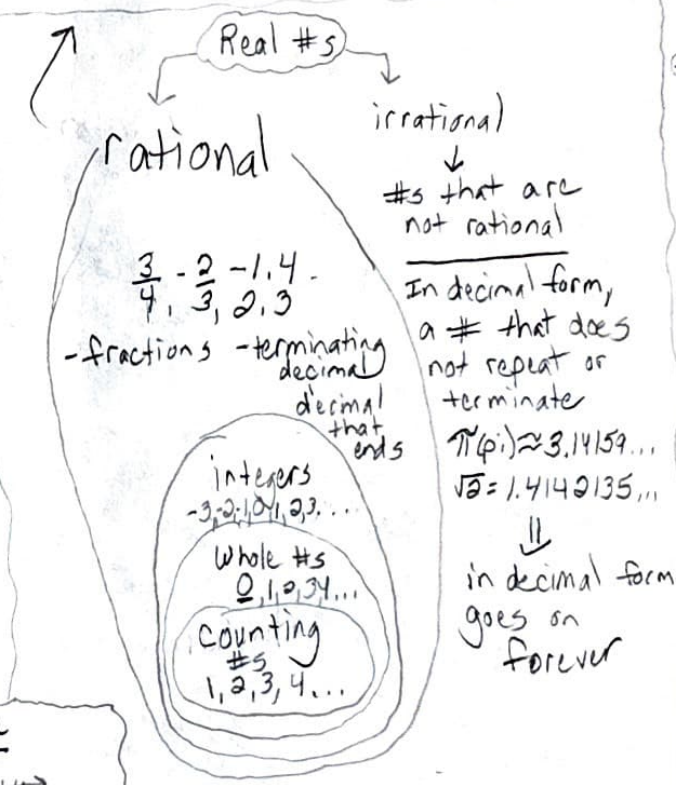 Real #s
rational
3/4, -2/3, -1.4
2.3
-fractions -terminating
decimal
decimal
that
ends
integers
-3,-2,-1,0,1,2,3...
Whole #s
0,1,2,3,4...
Counting
#s
1, 2, 3, 4...
irrational
#s that are
not rational
In decimal form,
a # that does
not repeat or
terminate
π(pi)≈3.14159...
√2=1.4142135...
in decimal form
goes on
forever